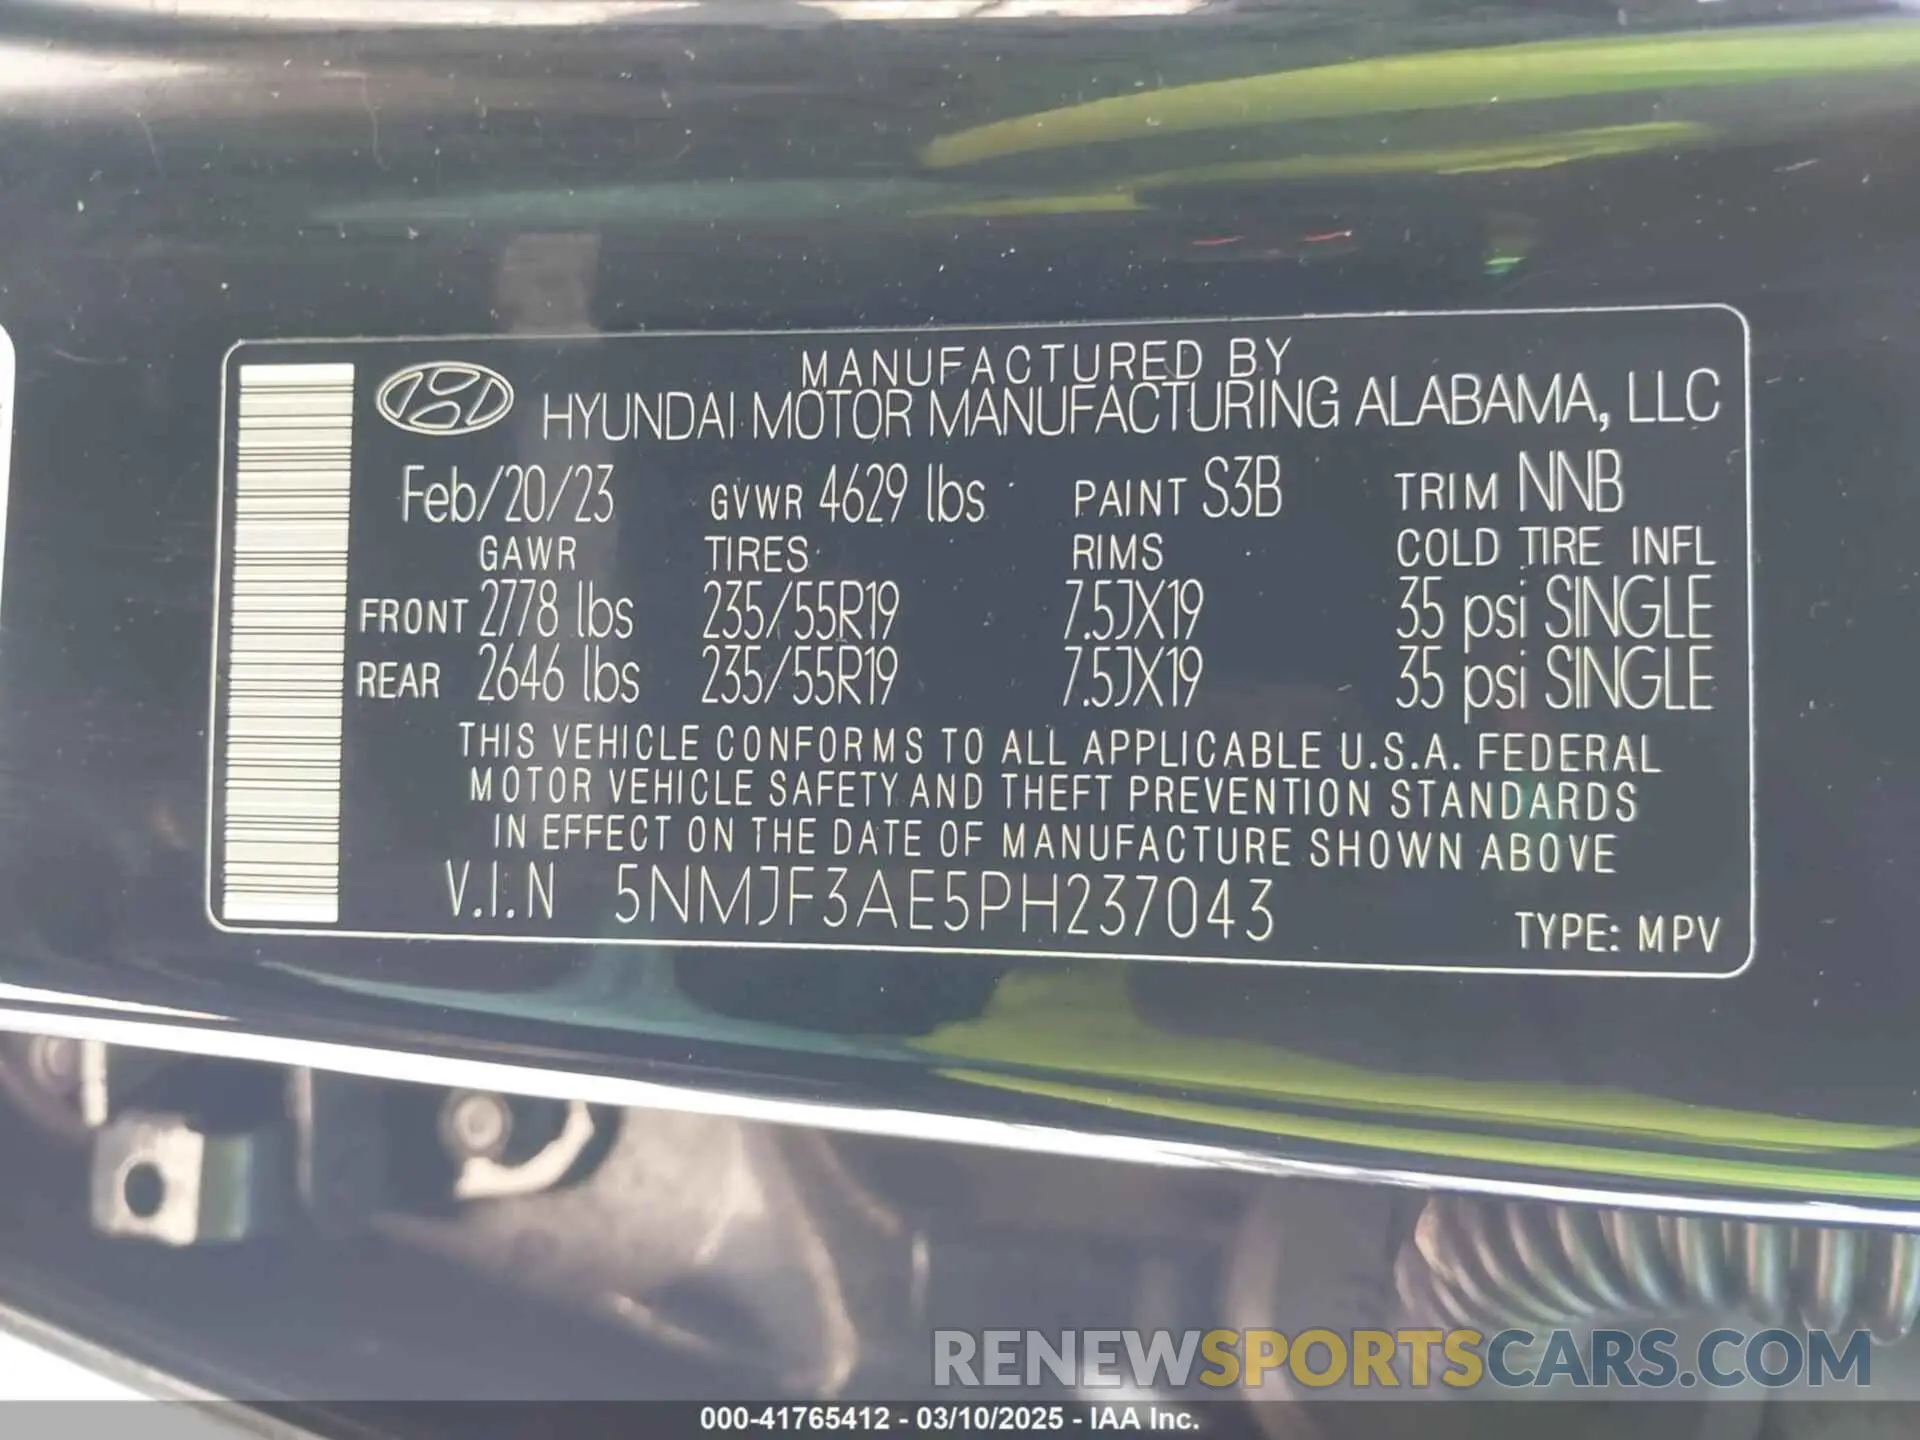 MANUFACTURED BY
HYUNDAI MOTOR MANUFACTURING ALABAMA, LLC
Feb/20/23 GVWR 4629 lbs PAINT S3B TRIM NNB
GAWR TIRES RIMS COLD TIRE INFL
FRONT 2778 lbs 235/55R19 7.5JX19 35 psi SINGLE
REAR 2646 lbs 235/55R19 7.5JX19 35 psi SINGLE
THIS VEHICLE CONFORMS TO ALL APPLICABLE U.S.A. FEDERAL
MOTOR VEHICLE SAFETY AND THEFT PREVENTION STANDARDS
IN EFFECT ON THE DATE OF MANUFACTURE SHOWN ABOVE
V.I.N 5NMJF3AE5PH237043 TYPE: MPV
RENEWSPORTSCARS.COM
000-41765412 - 03/10/2025 - IAA Inc.